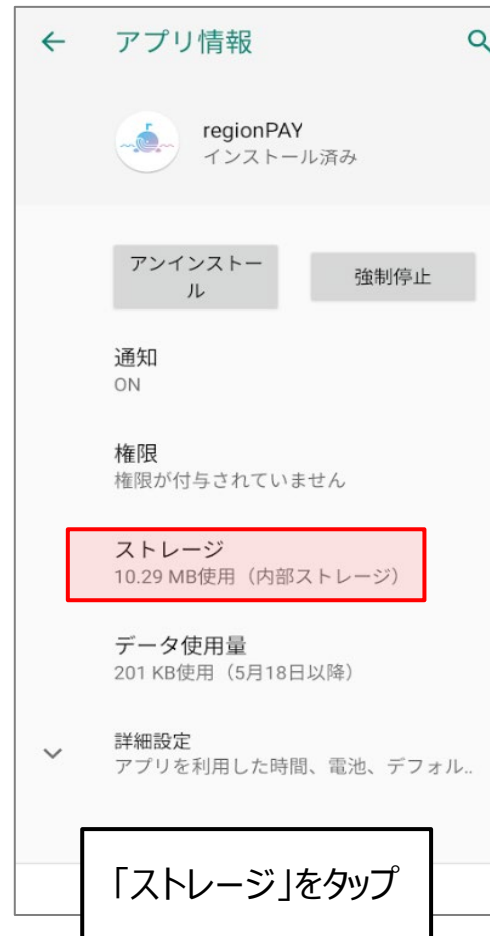 アプリ情報
regionPAY
インストール済み
アンインストー
ル
強制停止
通知
ON
権限
権限が付与されていません
ストレージ
10.29 MB使用（内部ストレージ）
データ使用量
201 KB使用（5月18日以降）
詳細設定
アプリを利用した時間、電池、デフォル..
「ストレージ」をタップ